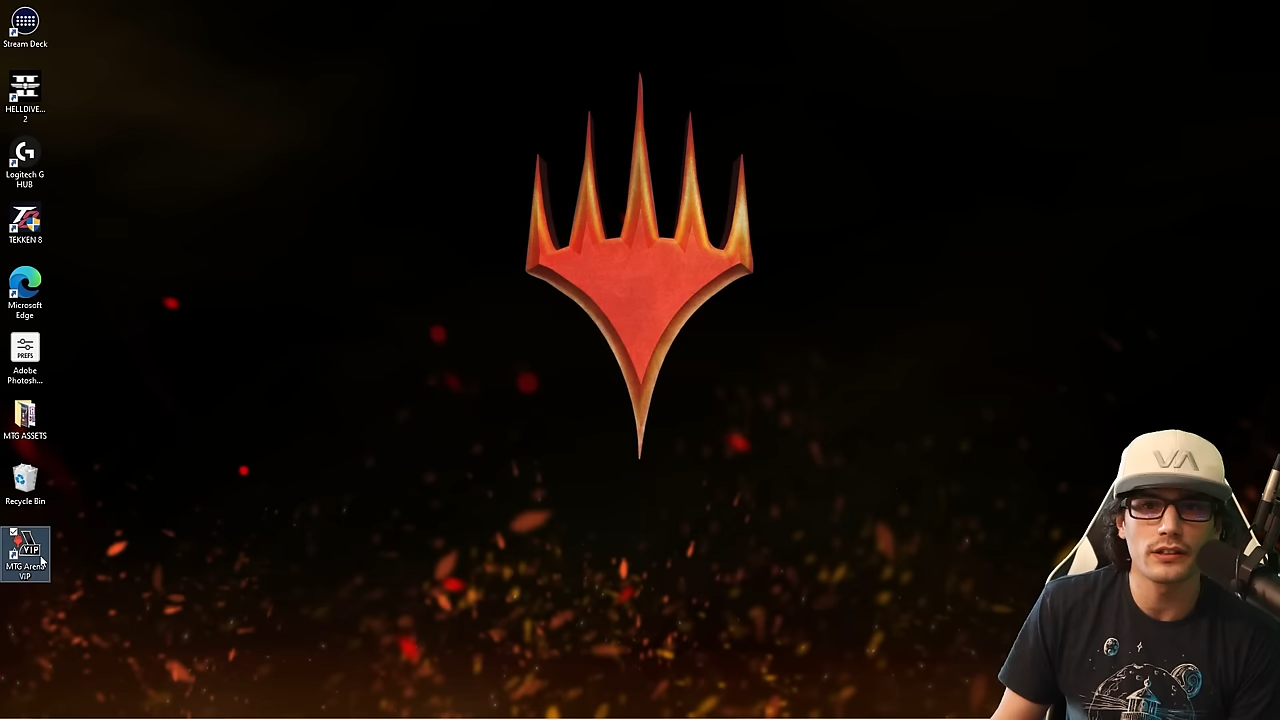 Stream Deck
HELLDIVE...
2
Logitech G
HUB
TEKKEN 8
Microsoft
Edge
PREFS
Adobe
Photosh...
MTG ASSETS
Recycle Bin
VIP
MTG Arena
VIP
VA